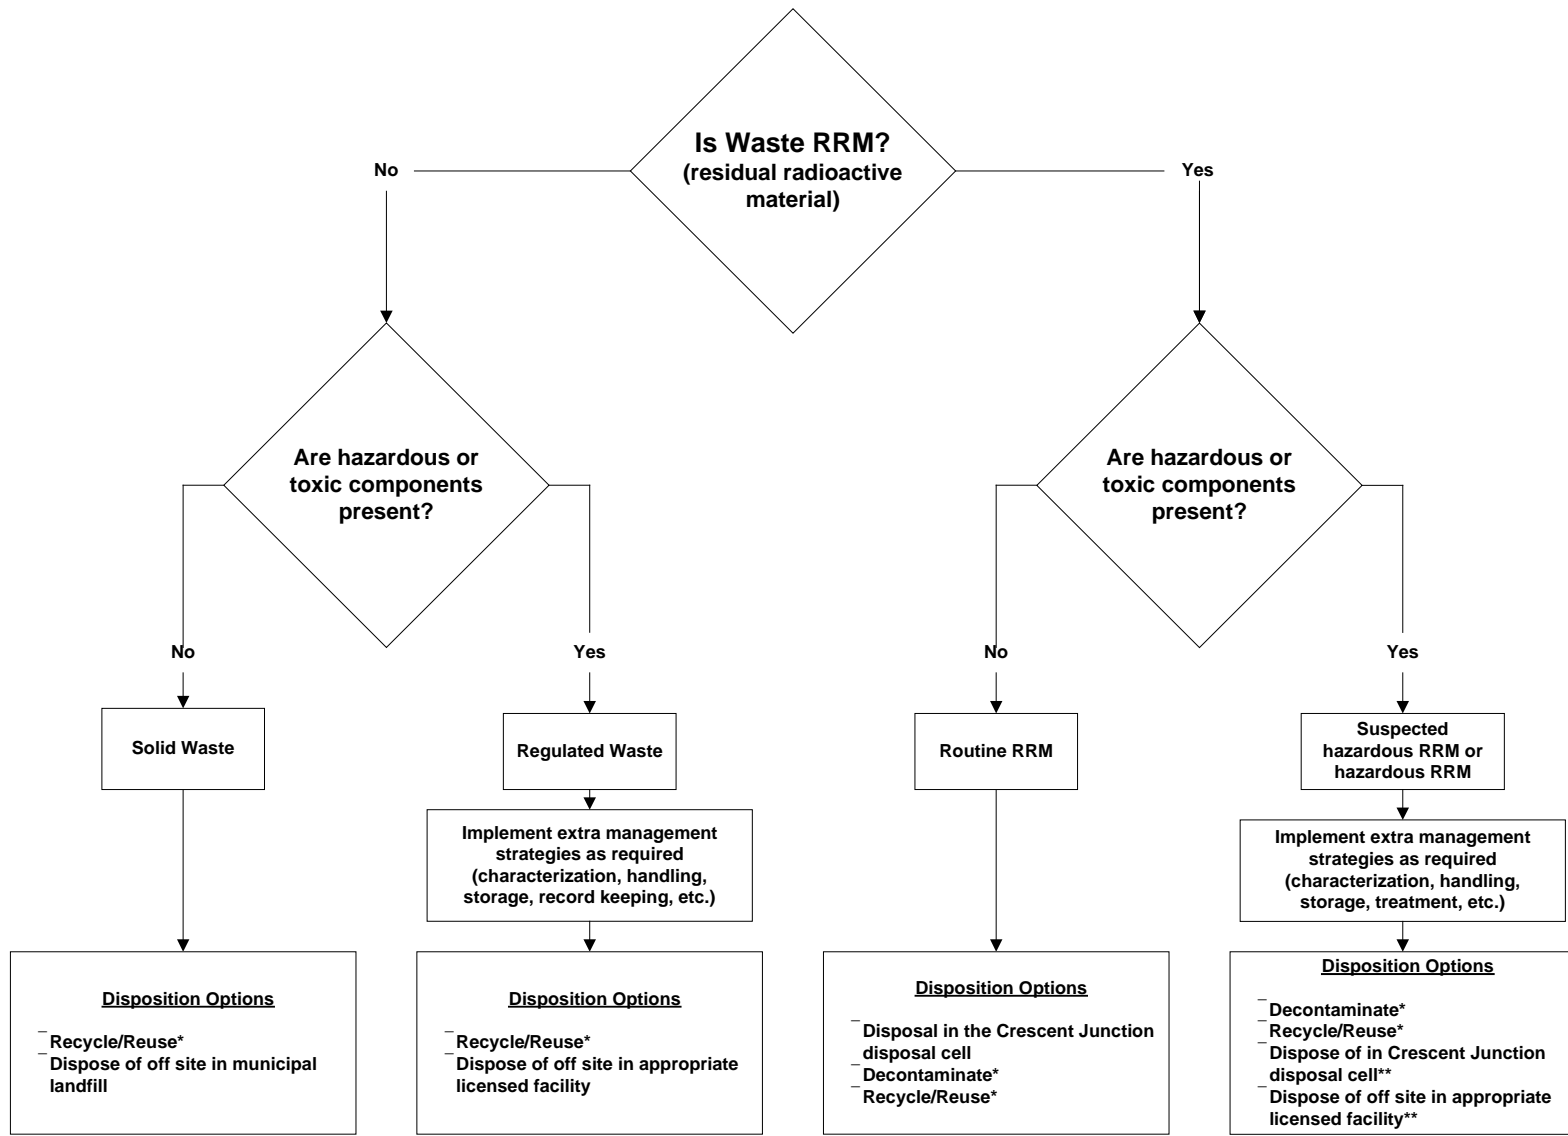 Is Waste RRM?
(residual radioactive
material)
No
Yes
Are hazardous or
toxic components
present?
Are hazardous or
toxic components
present?
No
Yes
No
Yes
Solid Waste
Regulated Waste
Routine RRM
Suspected
hazardous RRM or
hazardous RRM
Implement extra management
strategies as required
(characterization, handling,
storage, record keeping, etc.)
Implement extra management
strategies as required
(characterization, handling,
storage, treatment, etc.)
Disposition Options
¯ Recycle/Reuse*
¯ Dispose of off site in municipal
landfill
Disposition Options
¯ Recycle/Reuse*
¯ Dispose of off site in appropriate
licensed facility
Disposition Options
¯ Disposal in the Crescent Junction
disposal cell
¯ Decontaminate*
¯ Recycle/Reuse*
Disposition Options
¯ Decontaminate*
¯ Recycle/Reuse*
¯ Dispose of in Crescent Junction
disposal cell**
¯ Dispose of off site in appropriate
licensed facility**